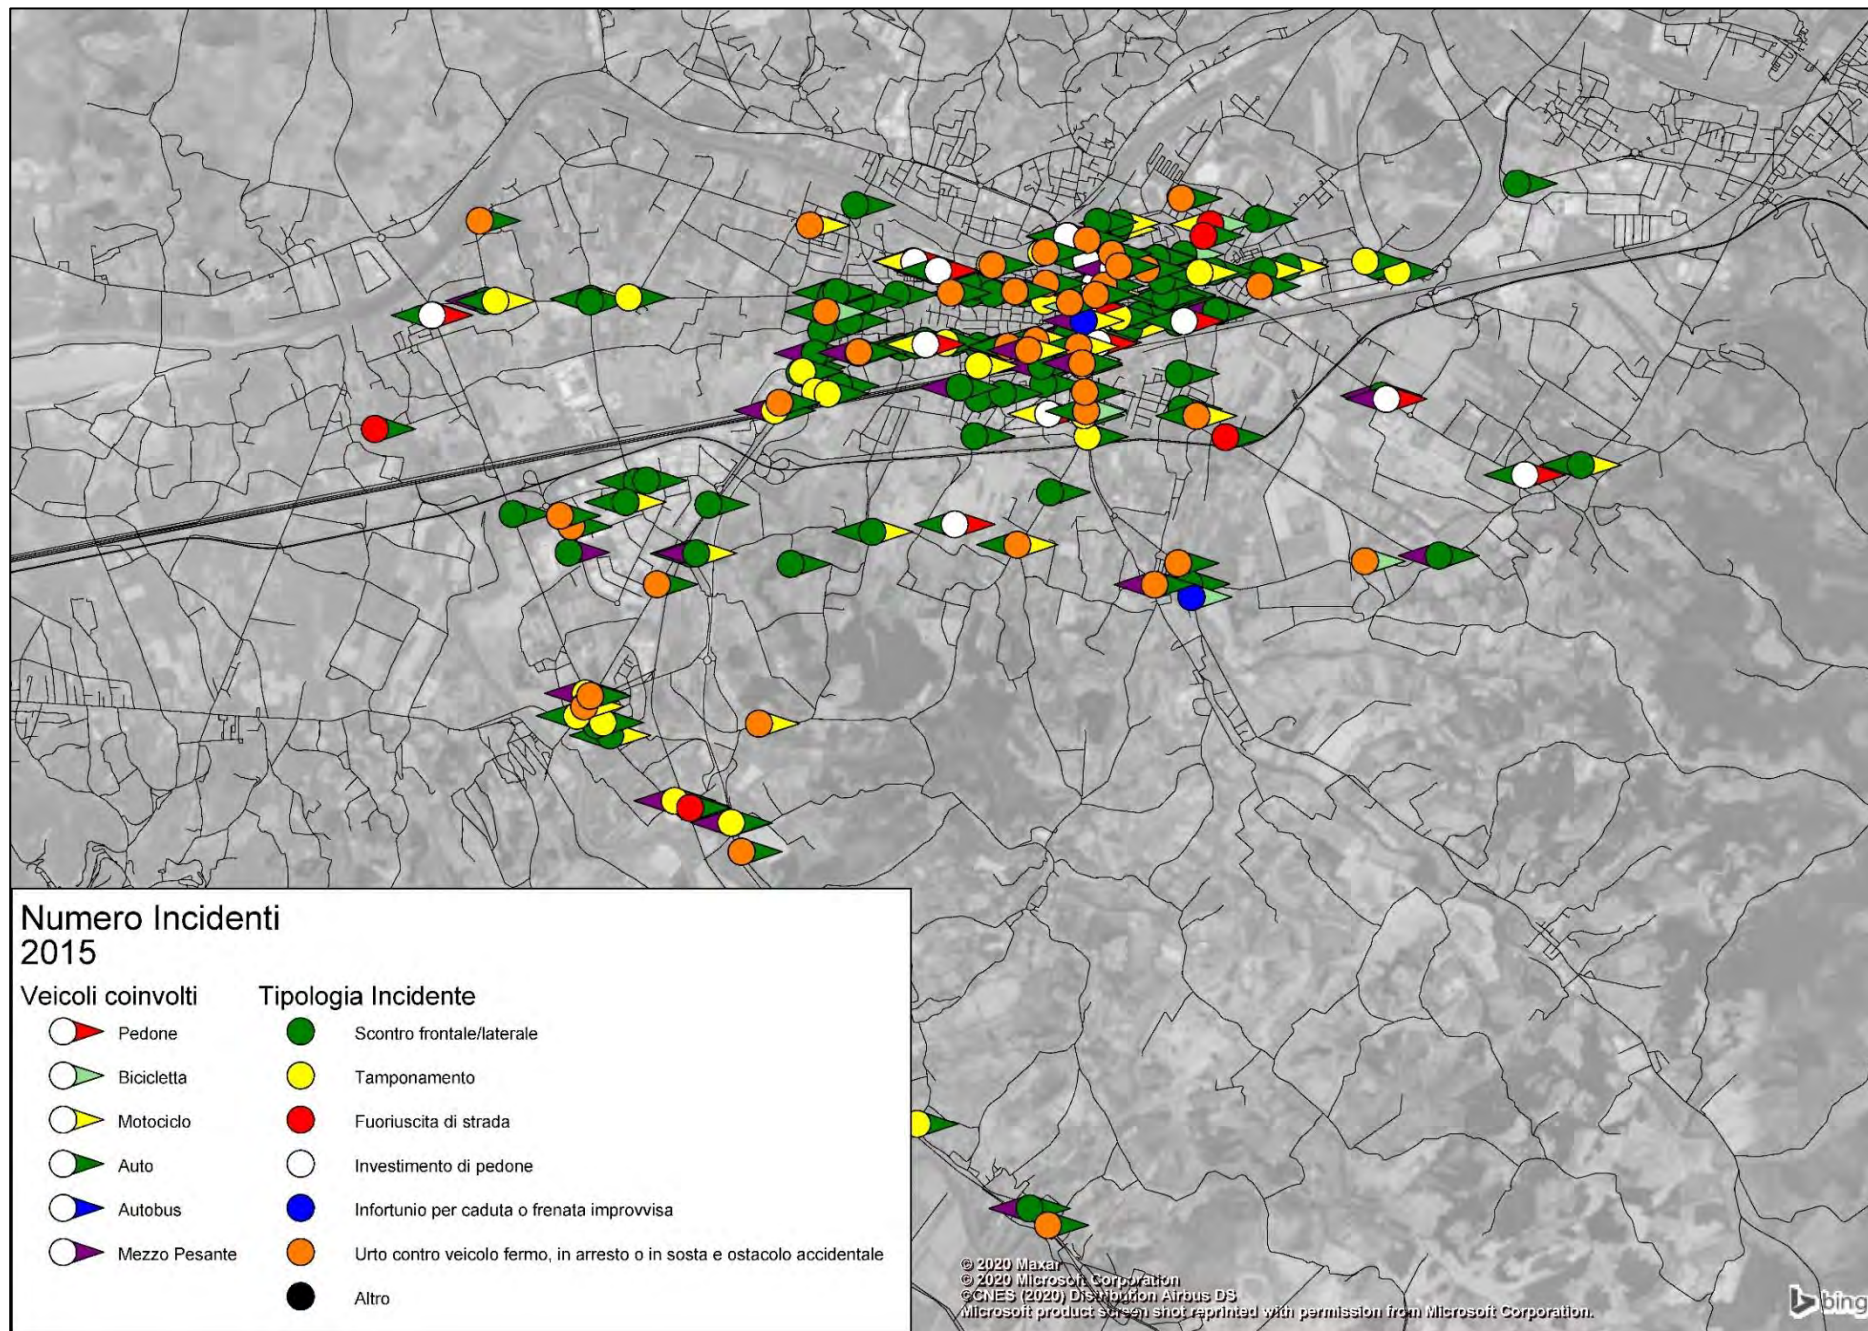 Numero Incidenti
2015
Veicoli coinvolti
Tipologia Incidente
Pedone
Scontro frontale/laterale
Bicicletta
Tamponamento
Motociclo
Fuoriuscita di strada
Auto
Investimento di pedone
Autobus
Infortunio per caduta o frenata improvvisa
Mezzo Pesante
Urto contro veicolo fermo, in arresto o in sosta e ostacolo accidentale
Altro
© 2020 Maxar
© 2020 Microsoft Corporation
©CNES (2020) Distribution Airbus DS
Microsoft product screen shot reprinted with permission from Microsoft Corporation.
bing